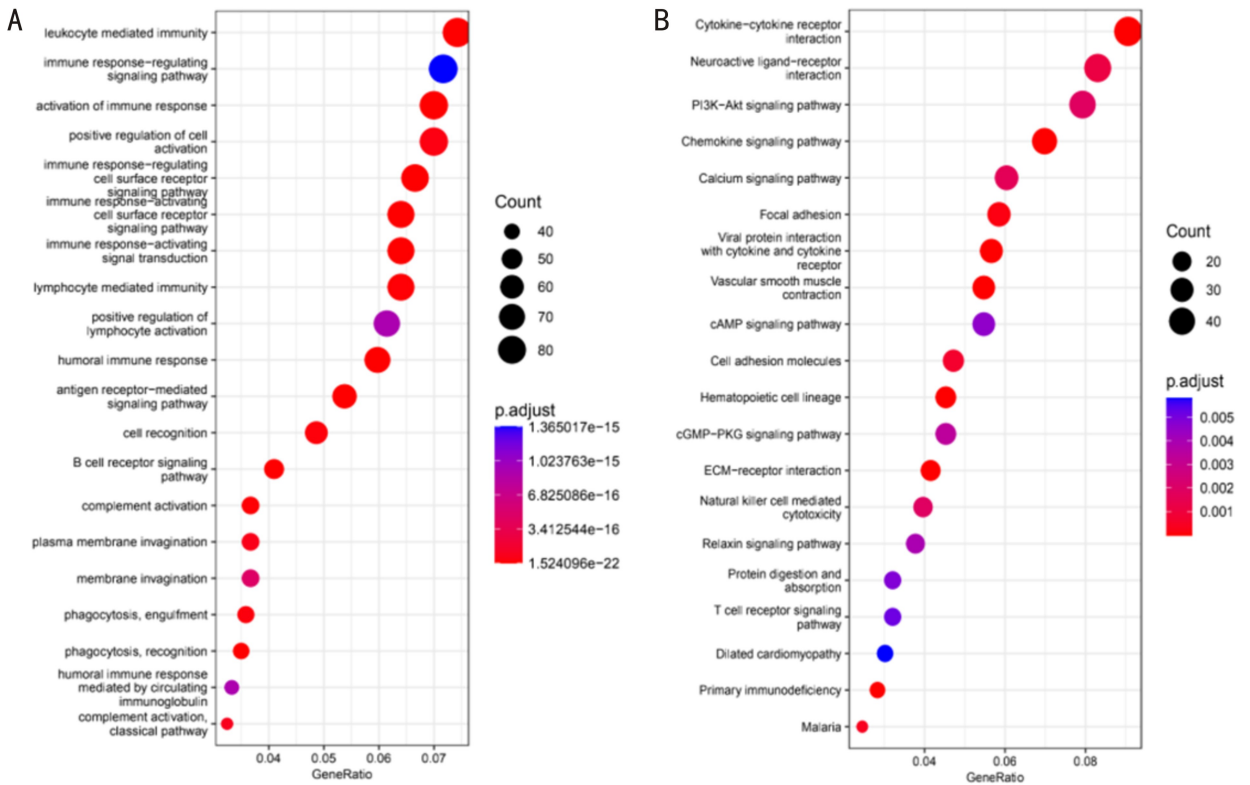 A
leukocyte mediated immunity
immune response-regulating
signaling pathway
activation of immune response
positive regulation of cell
activation
immune response-regulating
cell surface receptor
signaling pathway
immune response-activating
cell surface receptor
signaling pathway
immune response-activating
signal transduction
lymphocyte mediated immunity
positive regulation of
lymphocyte activation
humoral immune response
antigen receptor-mediated
signaling pathway
cell recognition
B cell receptor signaling
pathway
complement activation
plasma membrane invagination
membrane invagination
phagocytosis, engulfment
phagocytosis, recognition
humoral immune response
mediated by circulating
immunoglobulin
complement activation,
classical pathway
0.04 0.05 0.06 0.07
GeneRatio
Count
40
50
60
70
80
p.adjust
1.365017e-15
1.023763e-15
6.825086e-16
3.412544e-16
1.524096e-22
B
Cytokine-cytokine receptor
interaction
Neuroactive ligand-receptor
interaction
PI3K-Akt signaling pathway
Chemokine signaling pathway
Calcium signaling pathway
Focal adhesion
Viral protein interaction
with cytokine and cytokine
receptor
Vascular smooth muscle
contraction
cAMP signaling pathway
Cell adhesion molecules
Hematopoietic cell lineage
cGMP-PKG signaling pathway
ECM-receptor interaction
Natural killer cell mediated
cytotoxicity
Relaxin signaling pathway
Protein digestion and
absorption
T cell receptor signaling
pathway
Dilated cardiomyopathy
Primary immunodeficiency
Malaria
0.04 0.06 0.08
GeneRatio
Count
20
30
40
p.adjust
0.005
0.004
0.003
0.002
0.001